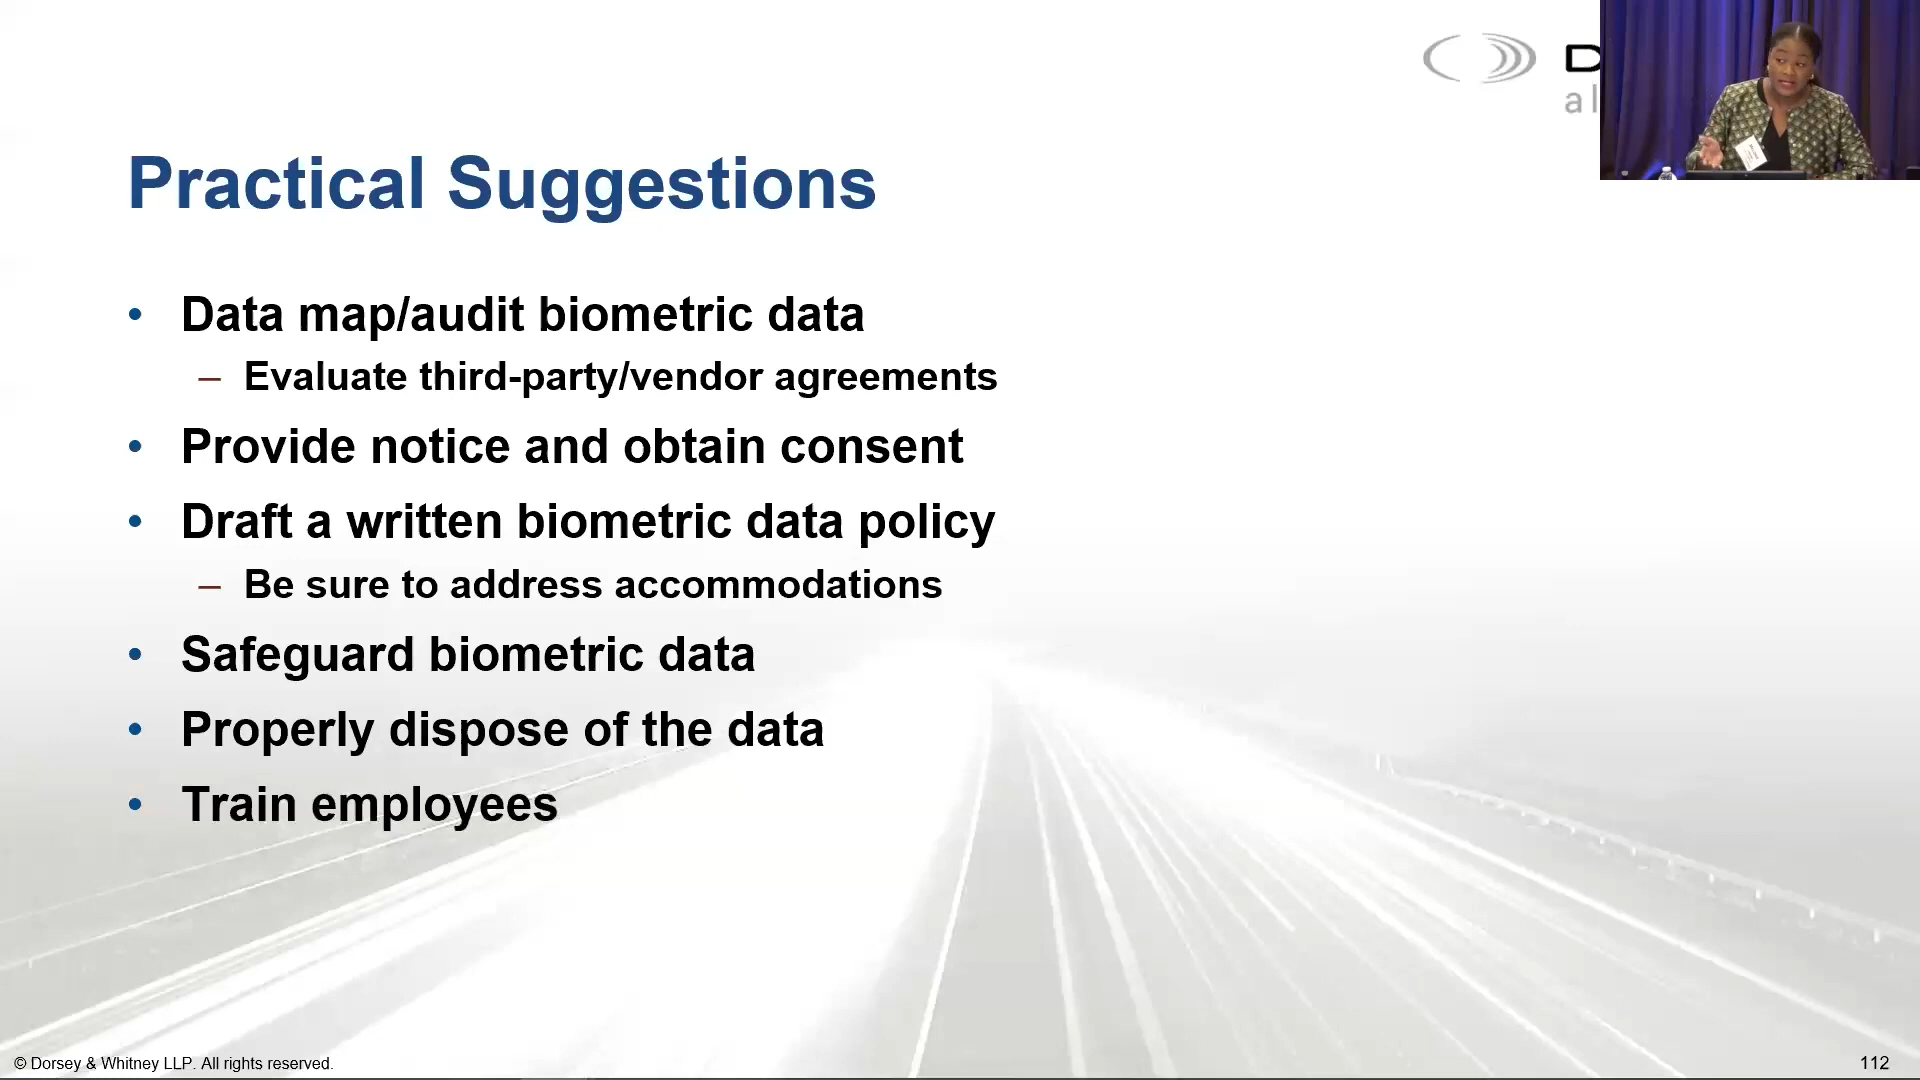 D
al
Practical Suggestions
• Data map/audit biometric data
– Evaluate third-party/vendor agreements
• Provide notice and obtain consent
• Draft a written biometric data policy
– Be sure to address accommodations
• Safeguard biometric data
• Properly dispose of the data
• Train employees
© Dorsey & Whitney LLP. All rights reserved.
112